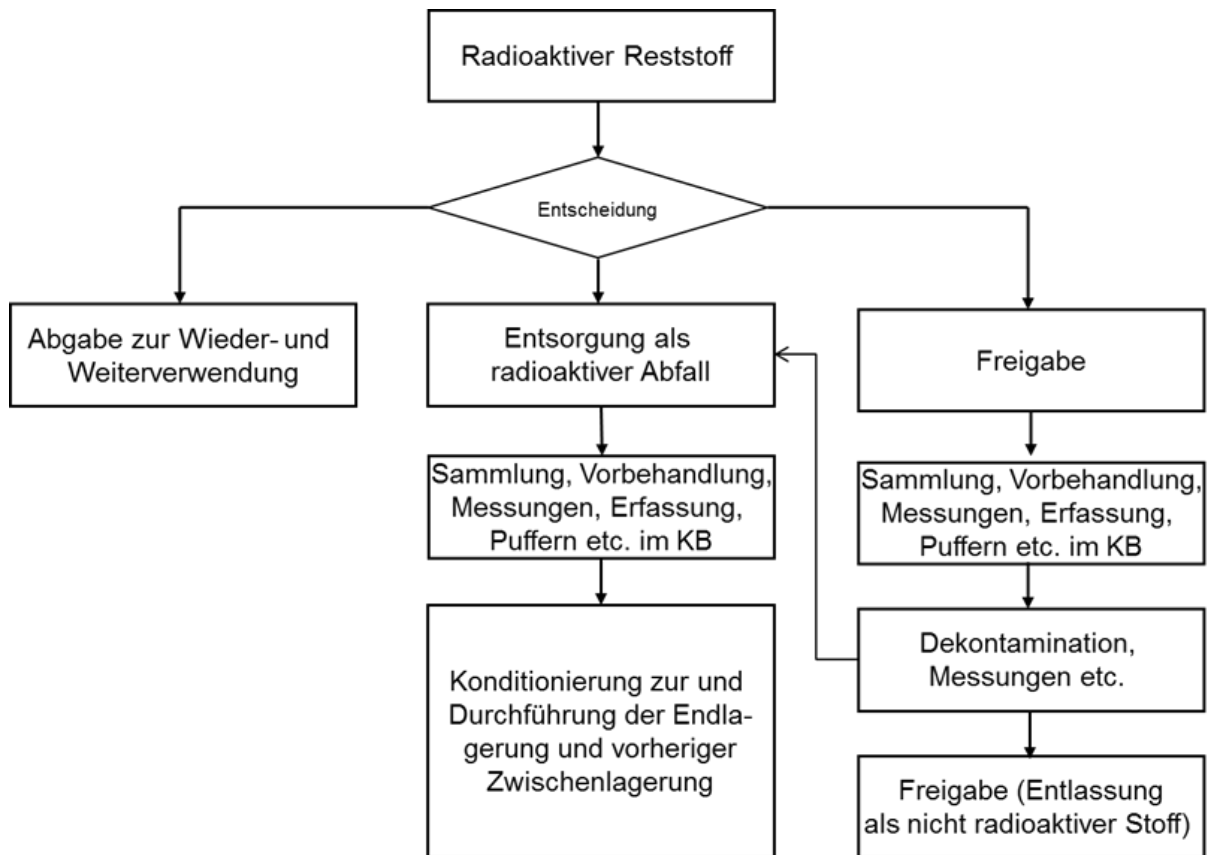 Radioaktiver Reststoff
Entscheidung
Abgabe zur Wieder- und
Weiterverwendung
Entsorgung als
radioaktiver Abfall
Freigabe
Sammlung, Vorbehandlung,
Messungen, Erfassung,
Puffern etc. im KB
Sammlung, Vorbehandlung,
Messungen, Erfassung,
Puffern etc. im KB
Konditionierung zur und
Durchführung der Endla-
gerung und vorheriger
Zwischenlagerung
Dekontamination,
Messungen etc.
Freigabe (Entlassung
als nicht radioaktiver Stoff)